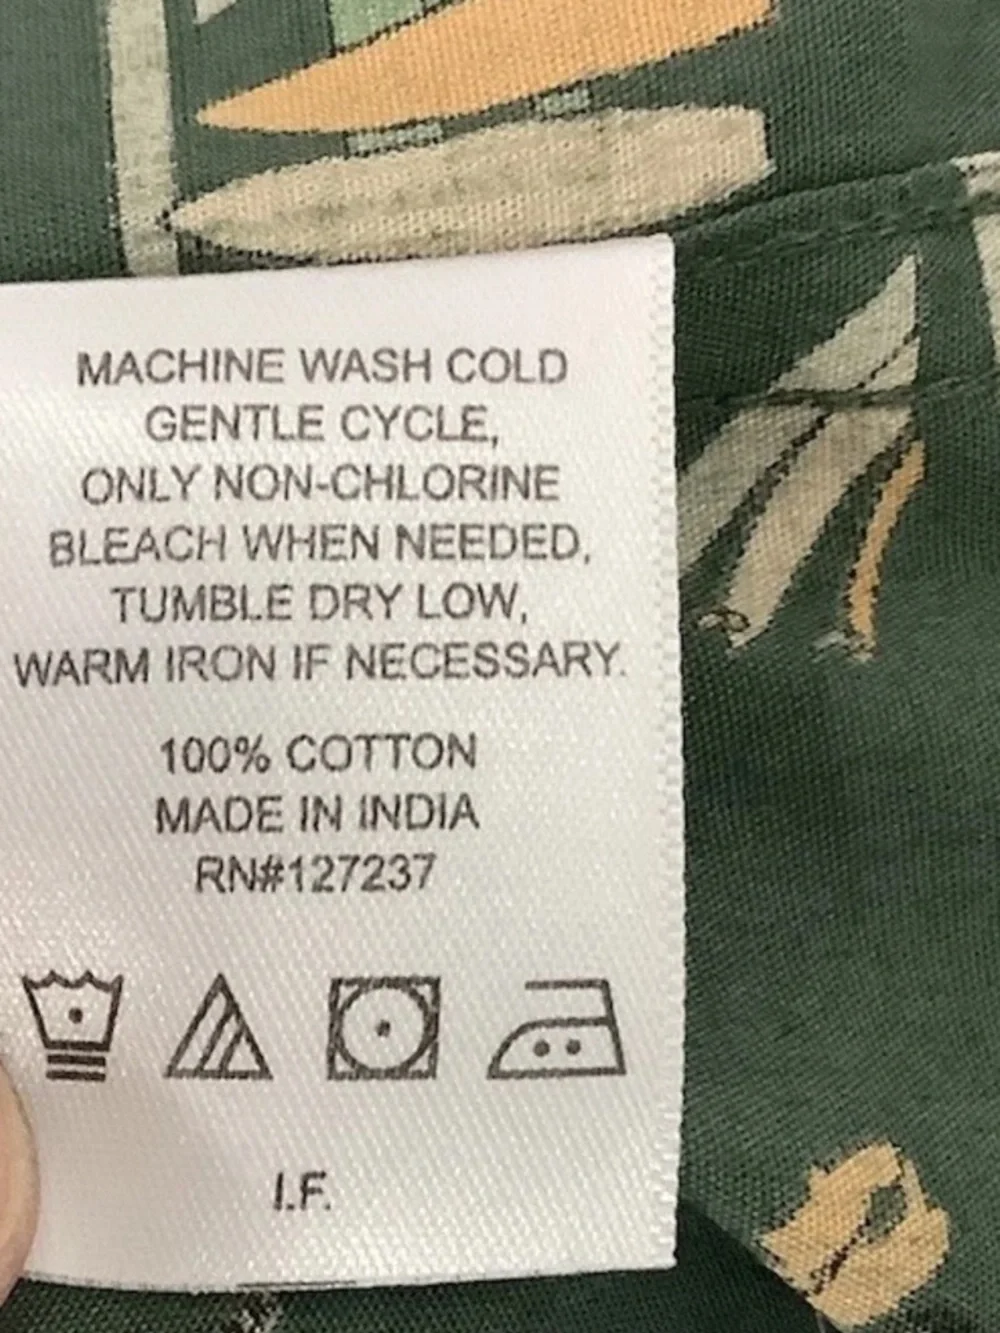 MACHINE WASH COLD
GENTLE CYCLE,
ONLY NON-CHLORINE
BLEACH WHEN NEEDED,
TUMBLE DRY LOW,
WARM IRON IF NECESSARY.
100% COTTON
MADE IN INDIA
RN#127237
I.F.